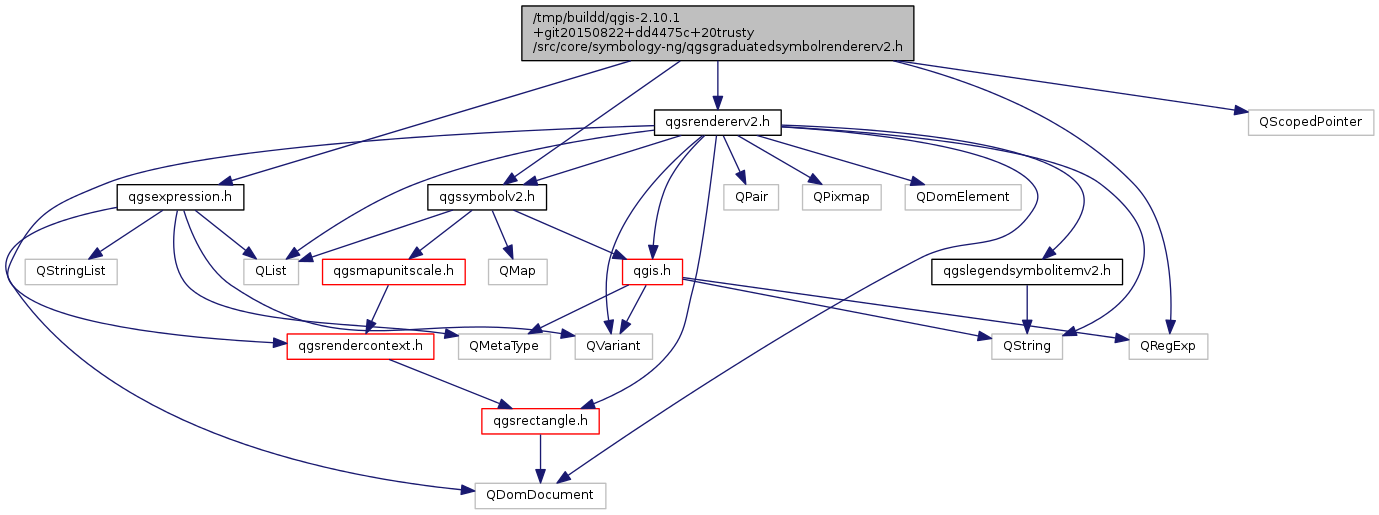 /tmp/buildd/qgis-2.10.1
+git20150822+dd4475c+20trusty
/src/core/symbology-ng/qgsgraduatedsymbolrendererv2.h
qgsrendererv2.h
QScopedPointer
qgsexpression.h
qgssymbolv2.h
QPair
QPixmap
QDomElement
QStringList
QList
qgsmapunitscale.h
QMap
qgis.h
qgslegendsymbolitemv2.h
qgsrendercontext.h
QMetaType
QVariant
QString
QRegExp
qgsrectangle.h
QDomDocument